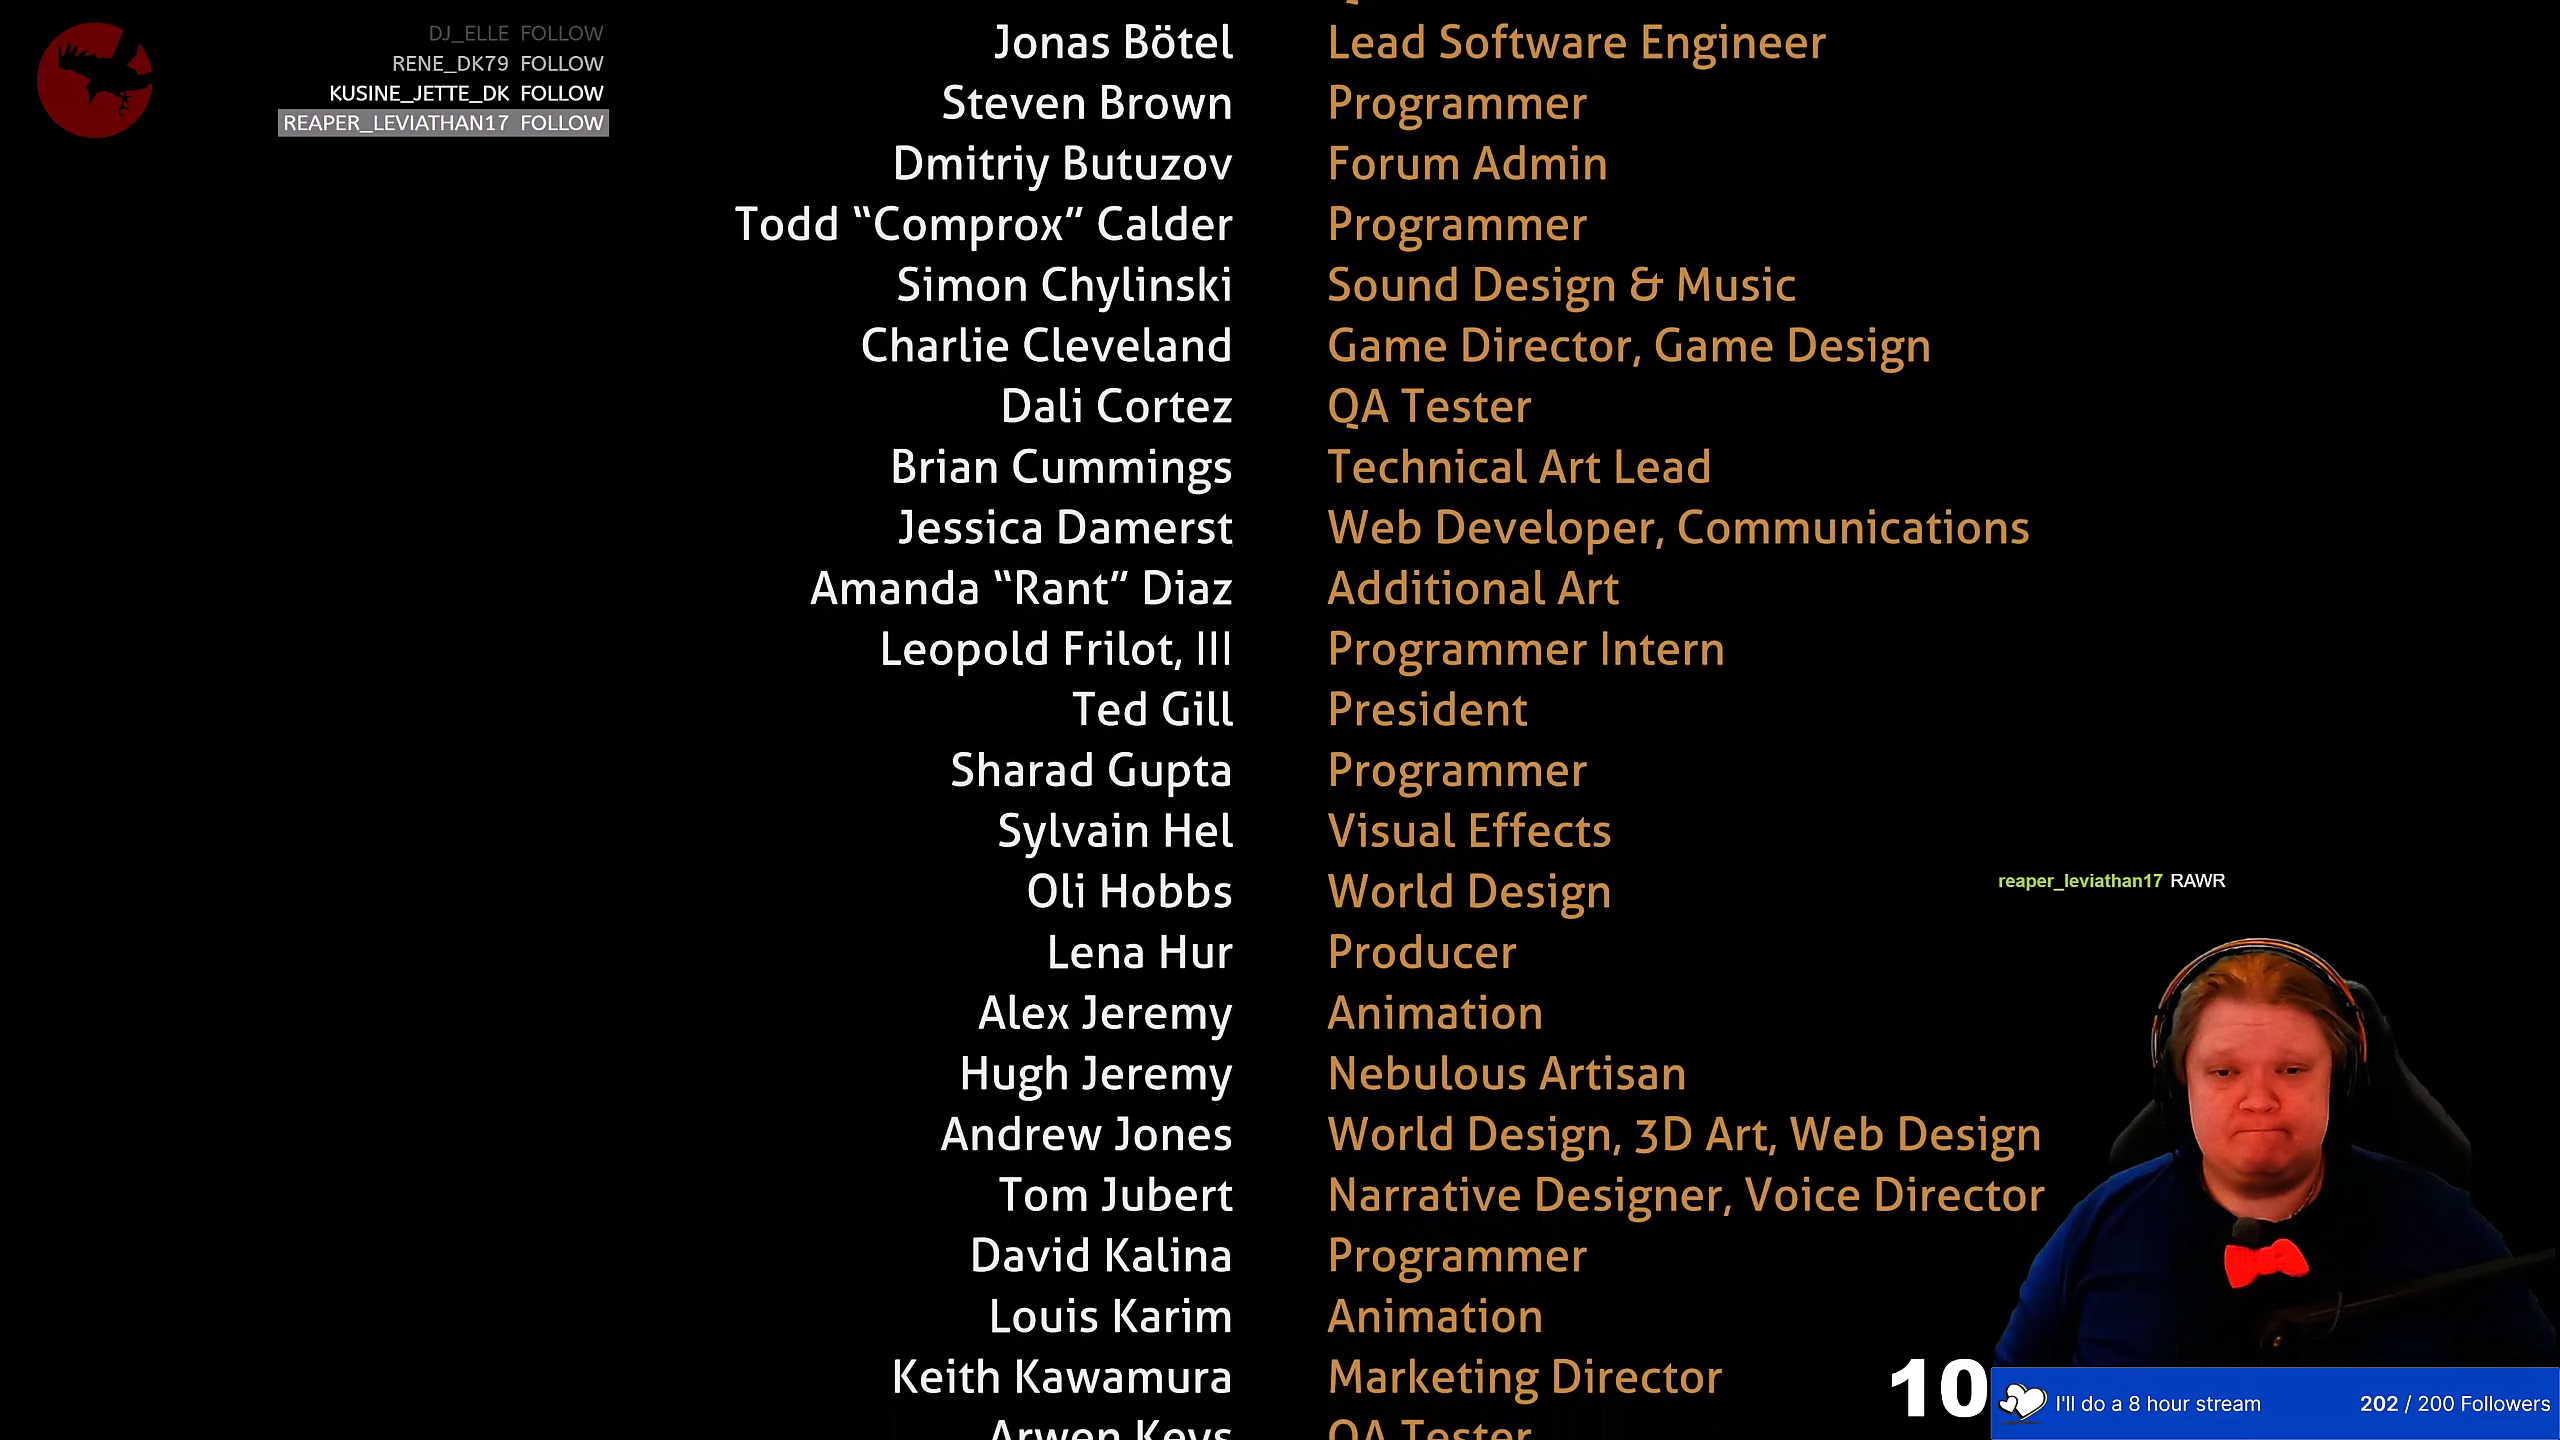 DJ_ELLE FOLLOW
RENE_DK79 FOLLOW
KUSINE_JETTE_DK FOLLOW
REAPER_LEVIATHAN17 FOLLOW
Jonas Bötel Lead Software Engineer
Steven Brown Programmer
Dmitriy Butuzov Forum Admin
Todd “Comprox” Calder Programmer
Simon Chylinski Sound Design & Music
Charlie Cleveland Game Director, Game Design
Dali Cortez QA Tester
Brian Cummings Technical Art Lead
Jessica Damerst Web Developer, Communications
Amanda “Rant” Diaz Additional Art
Leopold Frilot, III Programmer Intern
Ted Gill President
Sharad Gupta Programmer
Sylvain Hel Visual Effects
Oli Hobbs World Design
Lena Hur Producer
Alex Jeremy Animation
Hugh Jeremy Nebulous Artisan
Andrew Jones World Design, 3D Art, Web Design
Tom Jubert Narrative Designer, Voice Director
David Kalina Programmer
Louis Karim Animation
Keith Kawamura Marketing Director
Arwen Keys QA Tester
reaper_leviathan17 RAWR
10
I'll do a 8 hour stream 202 / 200 Followers